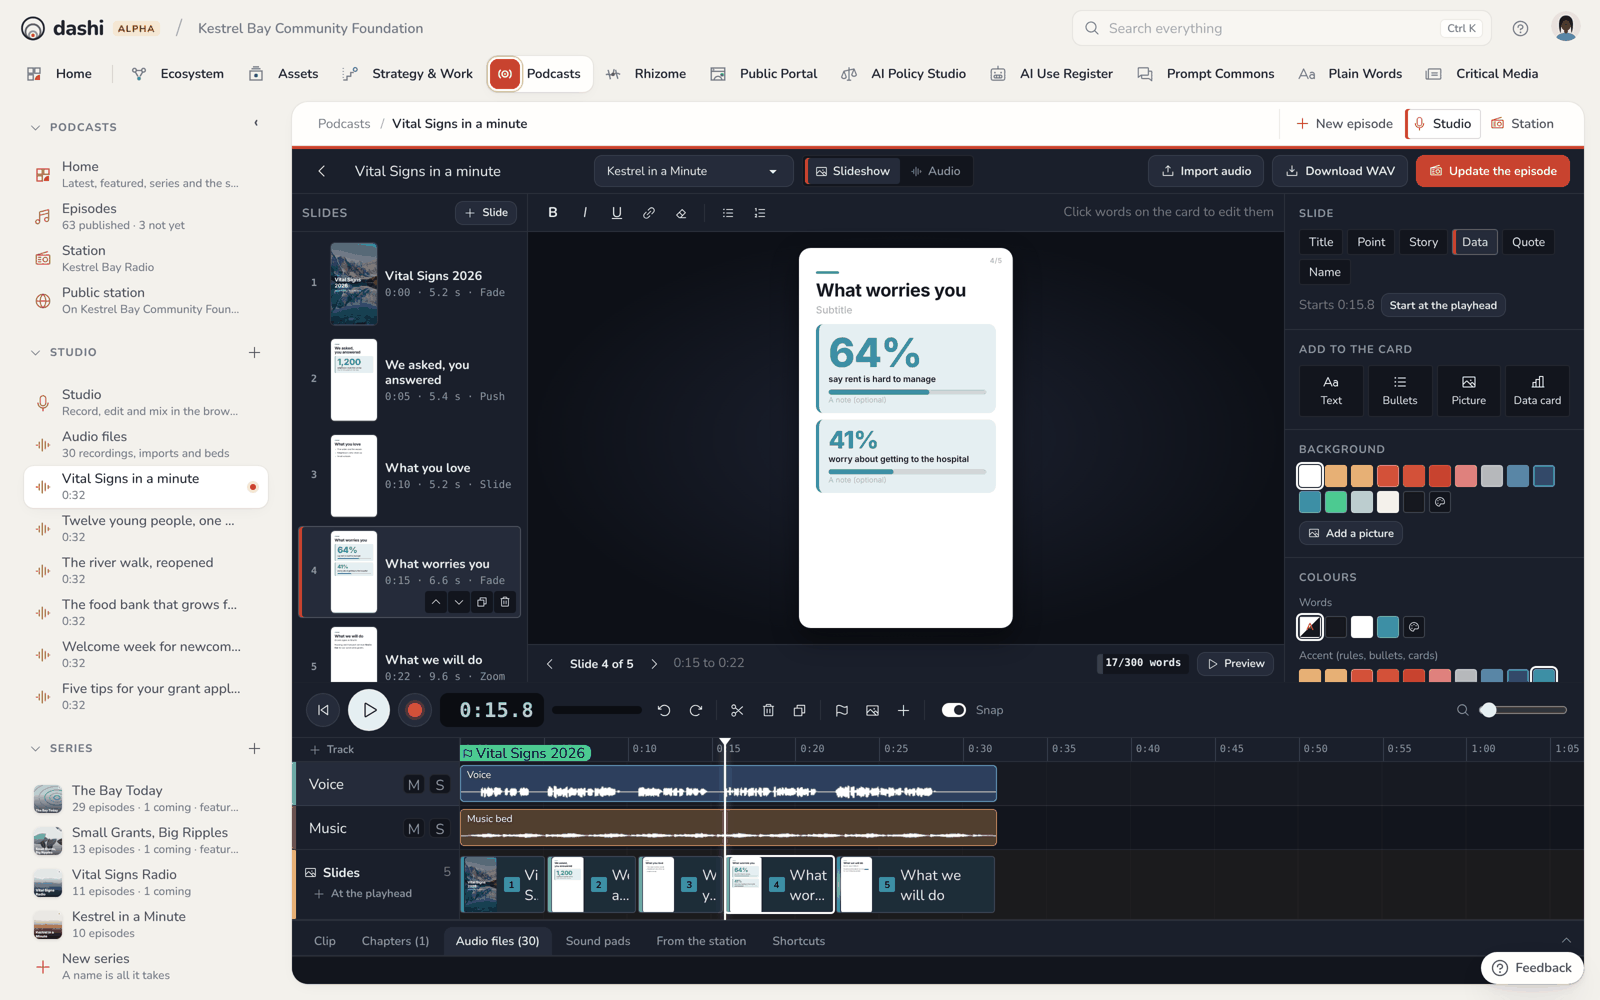 dashi ALPHA / Kestrel Bay Community Foundation
Search everything Ctrl K
Home Ecosystem Assets Strategy & Work Podcasts Rhizome Public Portal AI Policy Studio AI Use Register Prompt Commons Aa Plain Words Critical Media
PODCASTS
Home
Latest, featured, series and the s...
Episodes
63 published · 3 not yet
Station
Kestrel Bay Radio
Public station
On Kestrel Bay Community Foun...
STUDIO
Studio
Record, edit and mix in the brow...
Audio files
30 recordings, imports and beds
Vital Signs in a minute
0:32
Twelve young people, one ...
0:32
The river walk, reopened
0:32
The food bank that grows f...
0:32
Welcome week for newcom...
0:32
Five tips for your grant appl...
0:32
SERIES
The Bay Today
29 episodes · 1 coming · featur...
Small Grants, Big Ripples
13 episodes · 1 coming · featur...
Vital Signs Radio
11 episodes · 1 coming
Kestrel in a Minute
10 episodes
New series
A name is all it takes
Podcasts / Vital Signs in a minute
New episode Studio Station
Vital Signs in a minute
Kestrel in a Minute
Slideshow Audio
Import audio Download WAV Update the episode
SLIDES + Slide
B I U
Click words on the card to edit them
1 Vital Signs 2026
0:00 · 5.2 s · Fade
2 We asked, you
answered
0:05 · 5.4 s · Push
3 What you love
0:10 · 5.2 s · Slide
4 What worries you
0:15 · 6.6 s · Fade
5 What we will do
0:22 · 9.6 s · Zoom
4/5
What worries you
Subtitle
64%
say rent is hard to manage
A note (optional)
41%
worry about getting to the hospital
A note (optional)
Slide 4 of 5 0:15 to 0:22
17/300 words Preview
SLIDE
Title Point Story Data Quote
Name
Starts 0:15.8 Start at the playhead
ADD TO THE CARD
Aa
Text Bullets Picture Data card
BACKGROUND
Add a picture
COLOURS
Words
A
Accent (rules, bullets, cards)
0:15.8
Snap
+ Track
Vital Signs 2026 0:10 0:15 0:20 0:25 0:30 0:35 0:40 0:45 0:50 0:55 1:00 1:05
Voice M S
Voice
Music M S
Music bed
Slides 5
+ At the playhead
1 Vi
S..
2 We
a...
3 W
y...
4 What
wor...
5 What we
will do
Clip Chapters (1) Audio files (30) Sound pads From the station Shortcuts
Feedback